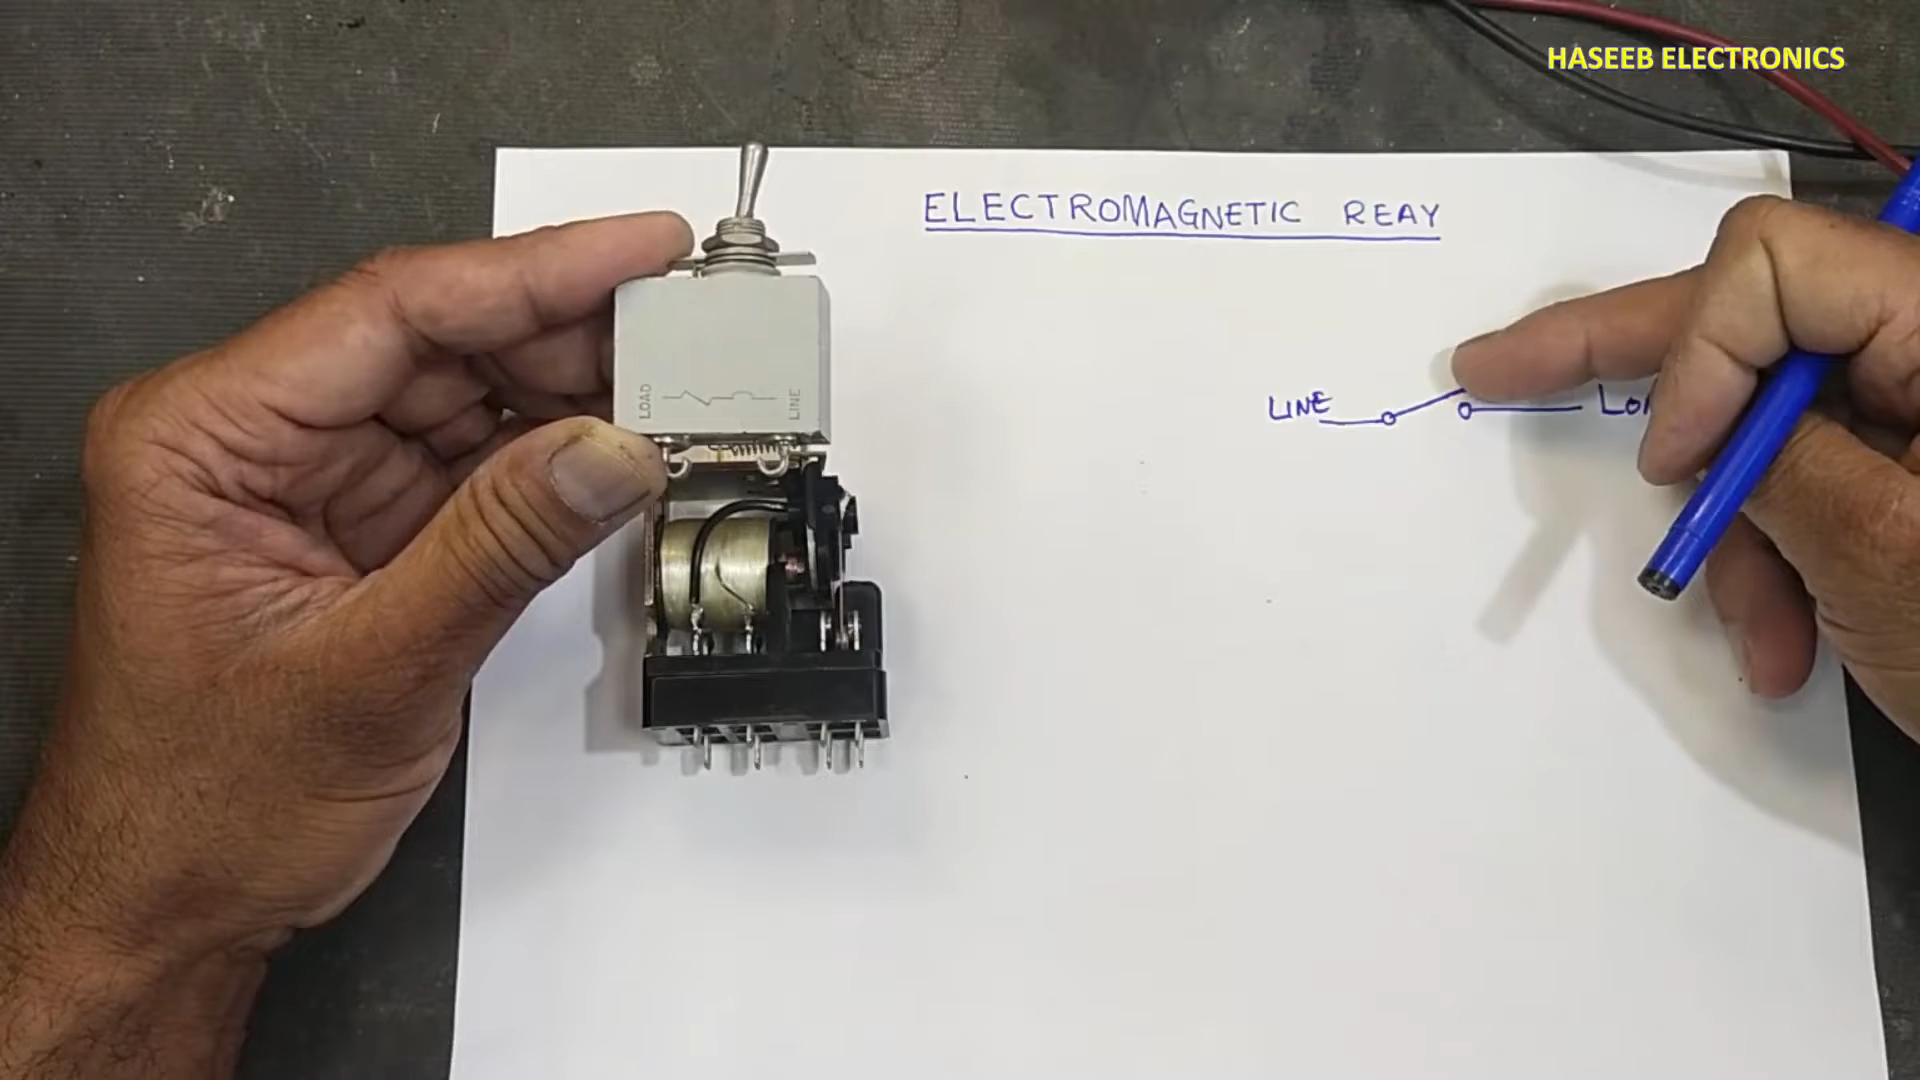 HASEEB ELECTRONICS
ELECTROMAGNETIC REAY
LOAD
LINE
LINE